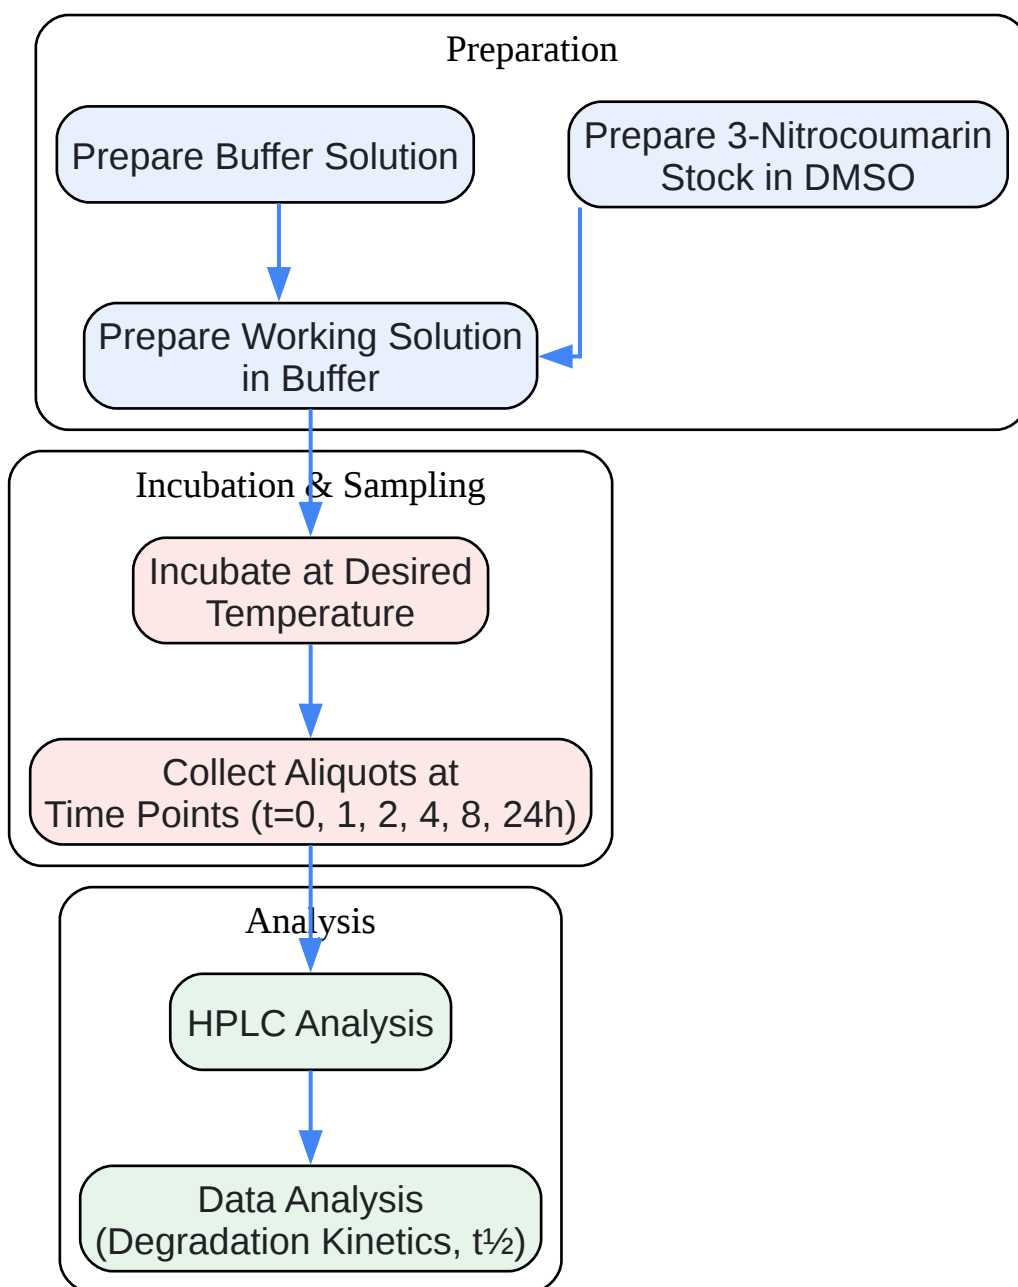 Preparation
Prepare Buffer Solution
Prepare 3-Nitrocoumarin
Stock in DMSO
Prepare Working Solution
in Buffer
Incubation & Sampling
Incubate at Desired
Temperature
Collect Aliquots at
Time Points (t=0, 1, 2, 4, 8, 24h)
Analysis
HPLC Analysis
Data Analysis
(Degradation Kinetics, t½)